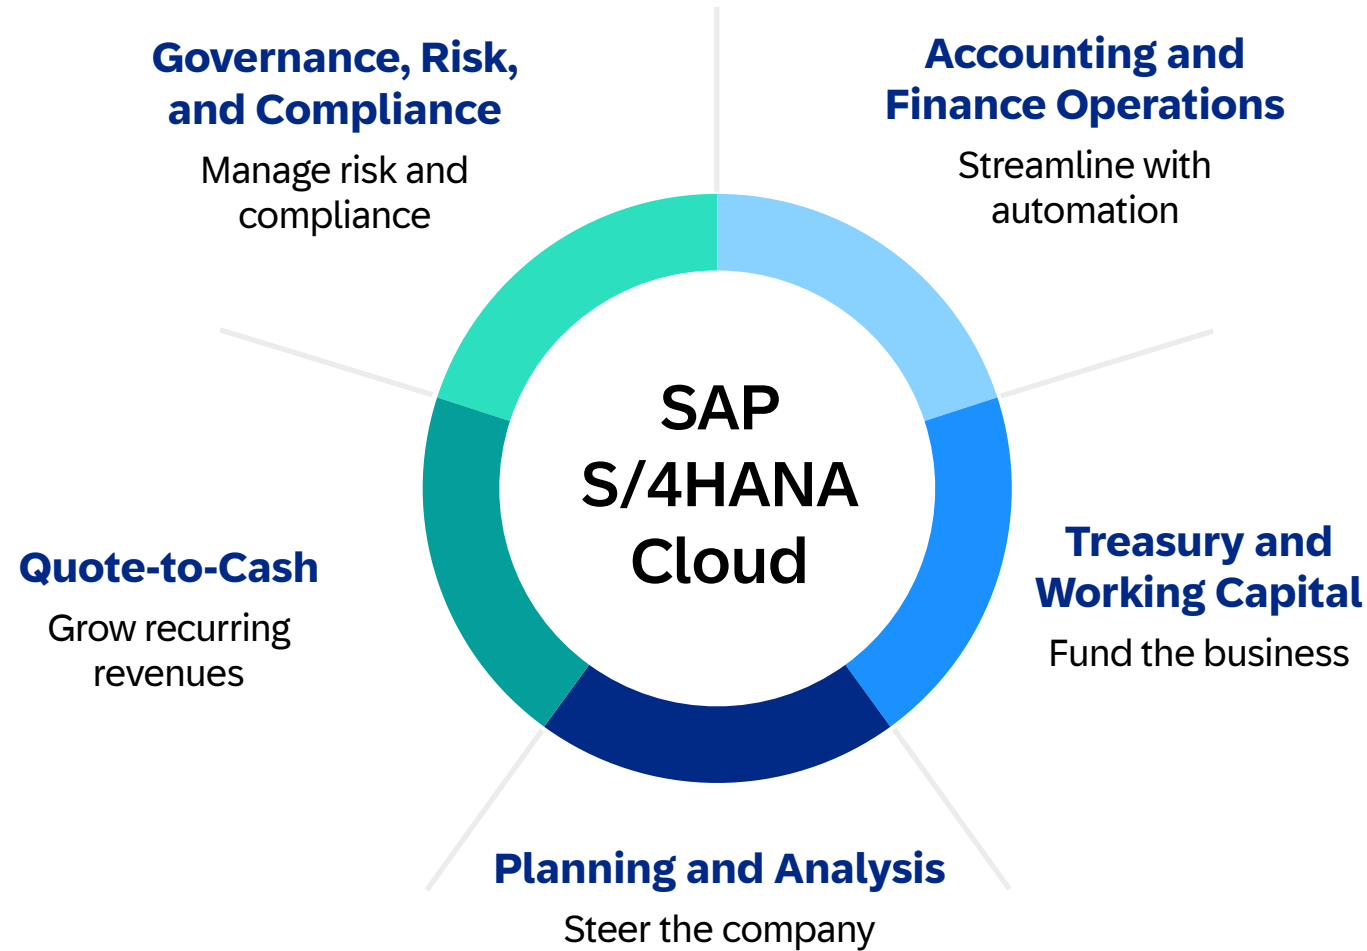 Governance, Risk,
and Compliance
Manage risk and
compliance
Accounting and
Finance Operations
Streamline with
automation
SAP
S/4HANA
Cloud
Quote-to-Cash
Grow recurring
revenues
Treasury and
Working Capital
Fund the business
Planning and Analysis
Steer the company